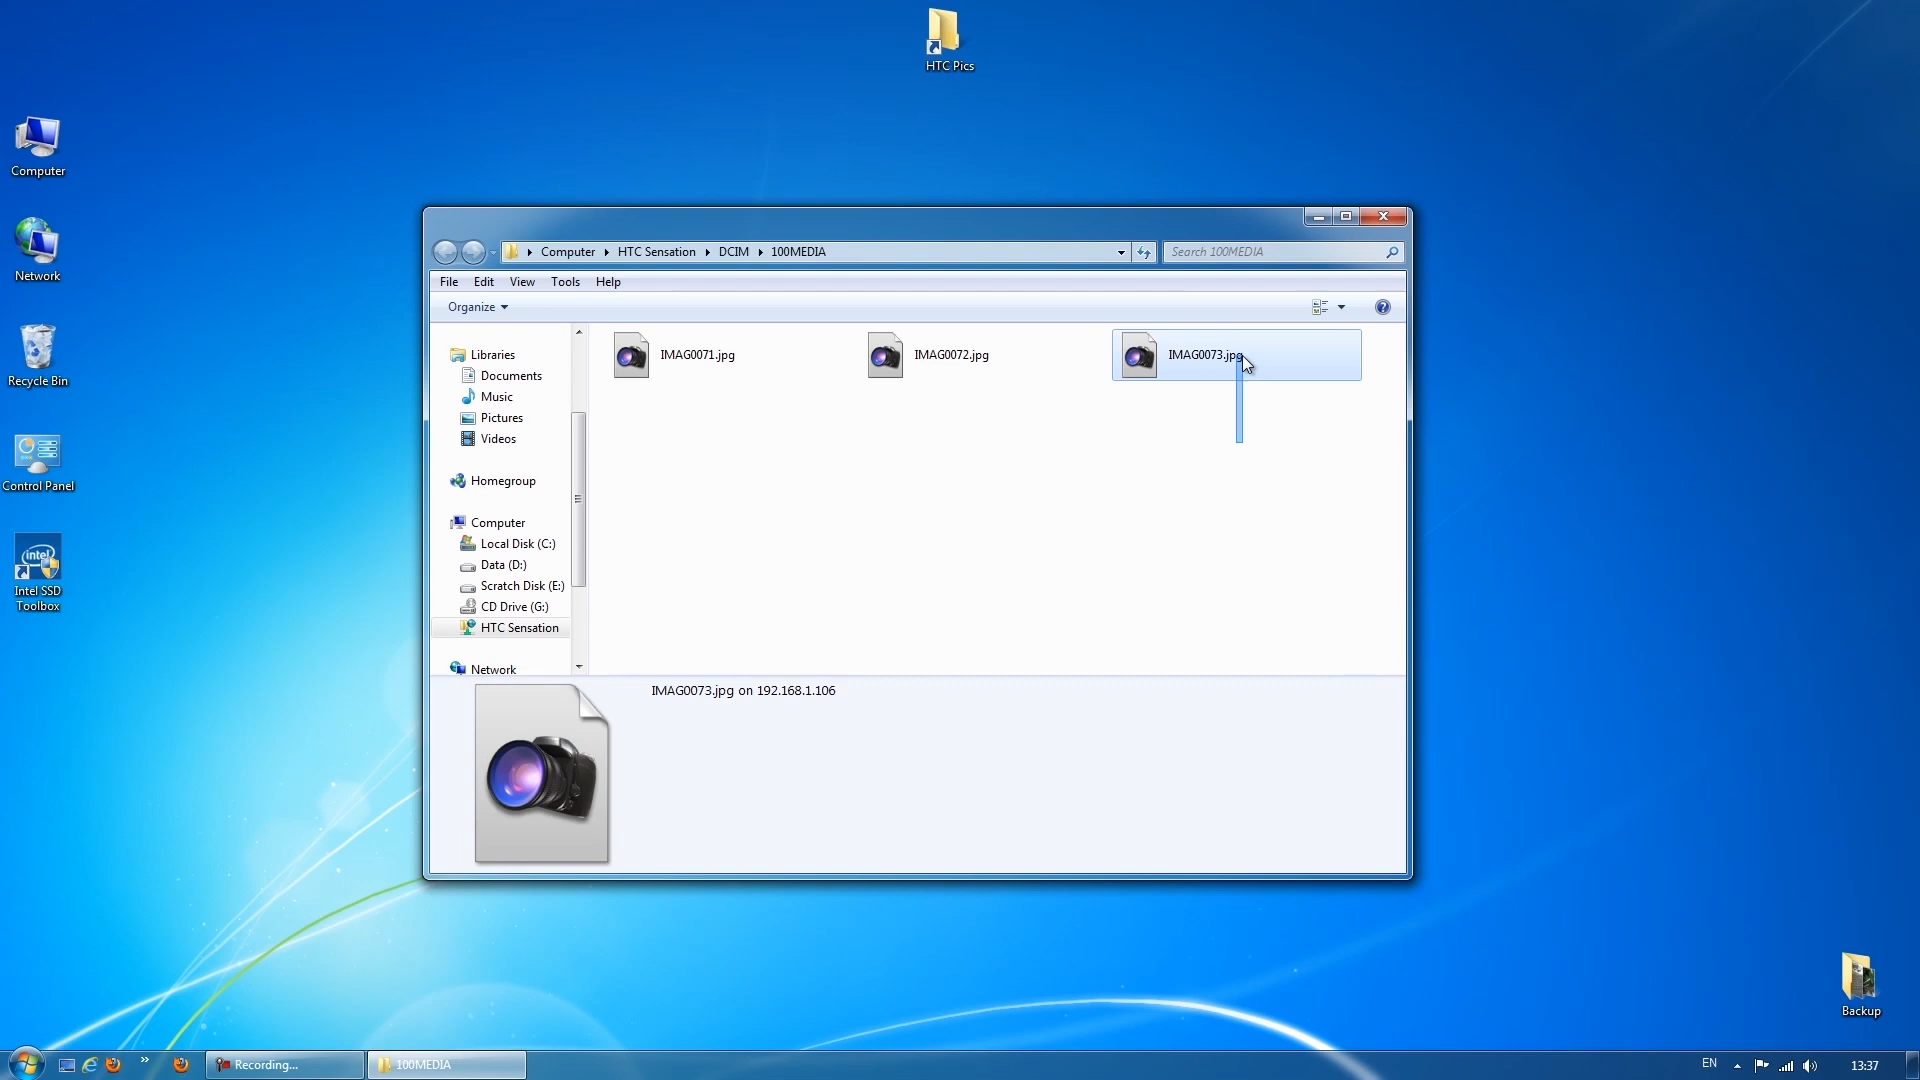 HTC Pics
Computer
Network
Recycle Bin
Control Panel
intel
Intel SSD
Toolbox
Computer HTC Sensation DCIM 100MEDIA
Search 100MEDIA
File Edit View Tools Help
Organize
Libraries
Documents
Music
Pictures
Videos
Homegroup
Computer
Local Disk (C:)
Data (D:)
Scratch Disk (E:)
CD Drive (G:)
HTC Sensation
Network
IMAG0071.jpg
IMAG0072.jpg
IMAG0073.jpg
IMAG0073.jpg on 192.168.1.106
Backup
Recording...
100MEDIA
EN
13:37